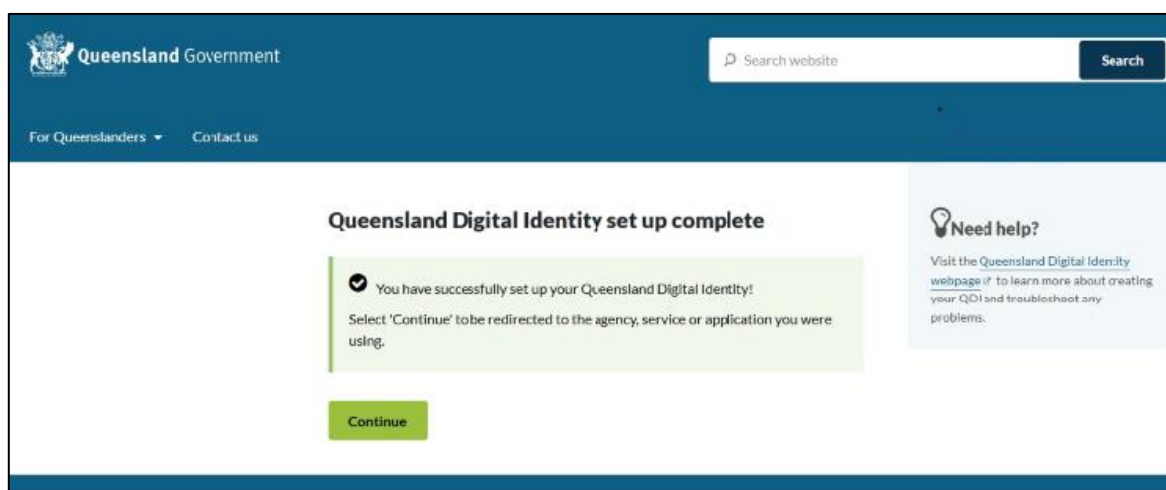 Queensland Government
Search website
Search
For Queenslanders
Contact us
Queensland Digital Identity set up complete
You have successfully set up your Queensland Digital Identity!
Select 'Continue' to be redirected to the agency, service or application you were
using.
Continue
Need help?
Visit the Queensland Digital Identity
webpage to learn more about creating
your QDI and troubleshoot any
problems.